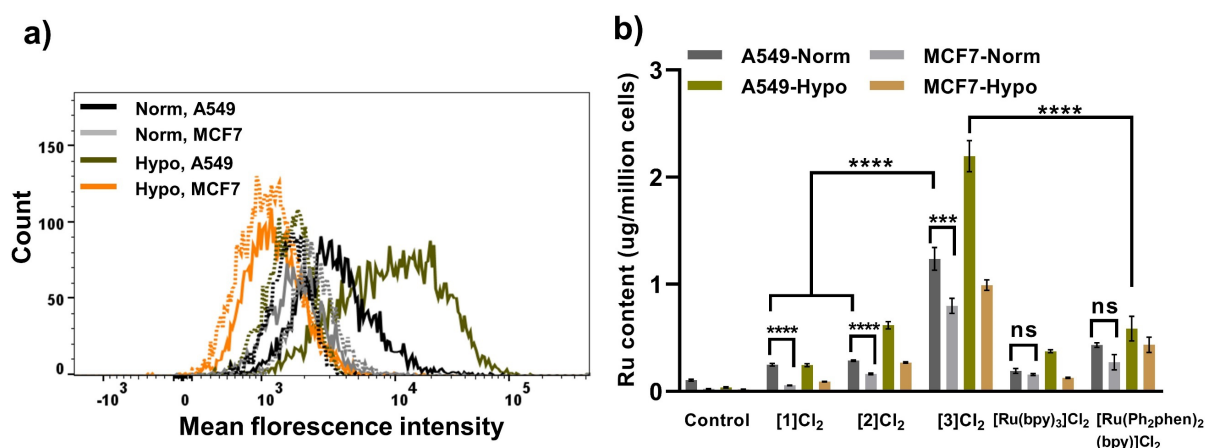 a)
Norm, A549
Norm, MCF7
Hypo, A549
Hypo, MCF7
Count
150
100
50
0
-10³
0
10³
10⁴
10⁵
Mean florescence intensity
b)
A549-Norm
MCF7-Norm
A549-Hypo
MCF7-Hypo
Ru content (ug/million cells)
3
2
1
0
****
****
****
****
***
ns
ns
Control
[1]Cl₂
[2]Cl₂
[3]Cl₂
[Ru(bpy)₃]Cl₂
[Ru(Ph₂phen)₂
(bpy)]Cl₂